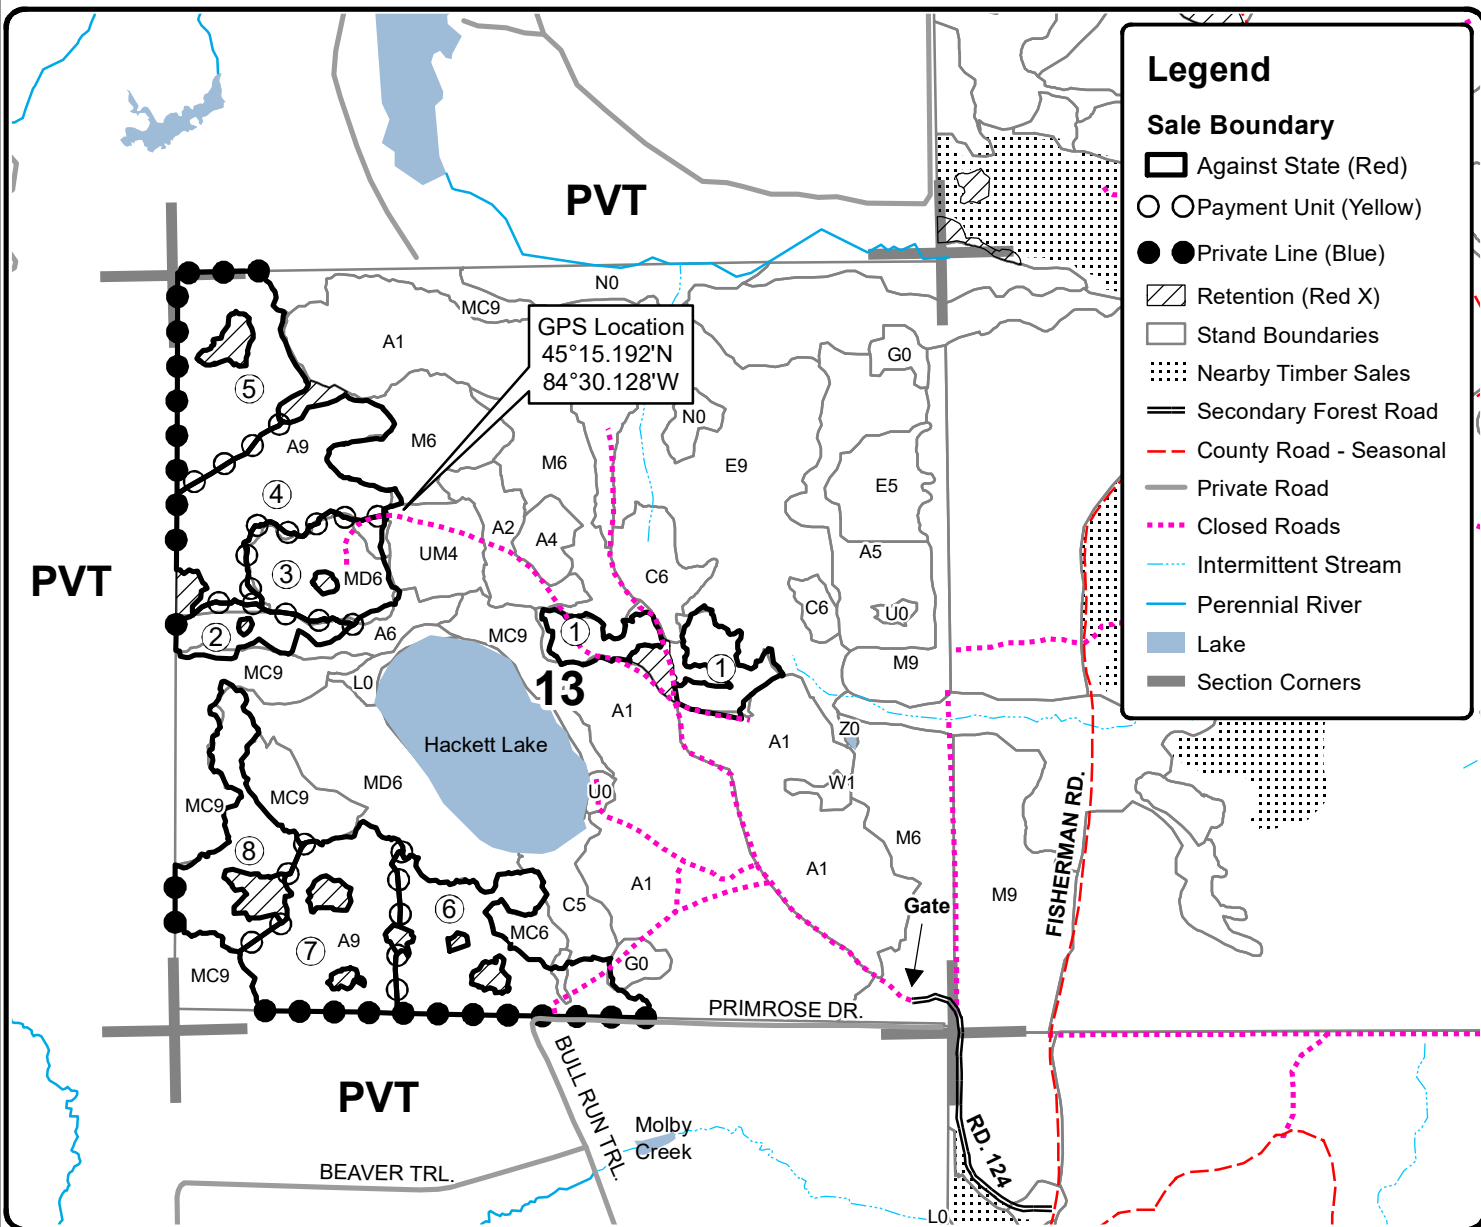 Legend
Sale Boundary
Against State (Red)
Payment Unit (Yellow)
Private Line (Blue)
Retention (Red X)
Stand Boundaries
Nearby Timber Sales
Secondary Forest Road
County Road - Seasonal
Private Road
Closed Roads
Intermittent Stream
Perennial River
Lake
Section Corners
PVT
N0
MC9
GPS Location
45°15.192'N
84°30.128'W
A1
G0
5
N0
A9
M6
M6
E9
E5
4
A2
A4
UM4
A5
PVT
3
MD6
C6
C6
U0
2
A6
MC9
1
1
M9
MC9
L0
13
A1
Hackett Lake
A1
Z0
MD6
W1
MC9
MC9
U0
M6
FISHERMAN RD.
8
A1
A1
M9
6
C5
Gate
A9
7
MC6
G0
MC9
PRIMROSE DR.
BULL RUN TRL.
PVT
Molby
Creek
RD. 124
BEAVER TRL.
L0